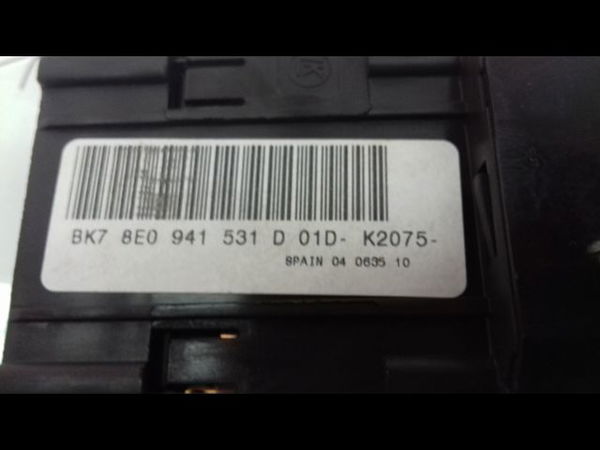 K
BK7 8E0 941 531 D 01D- K2075-
SPAIN 04 0635 10